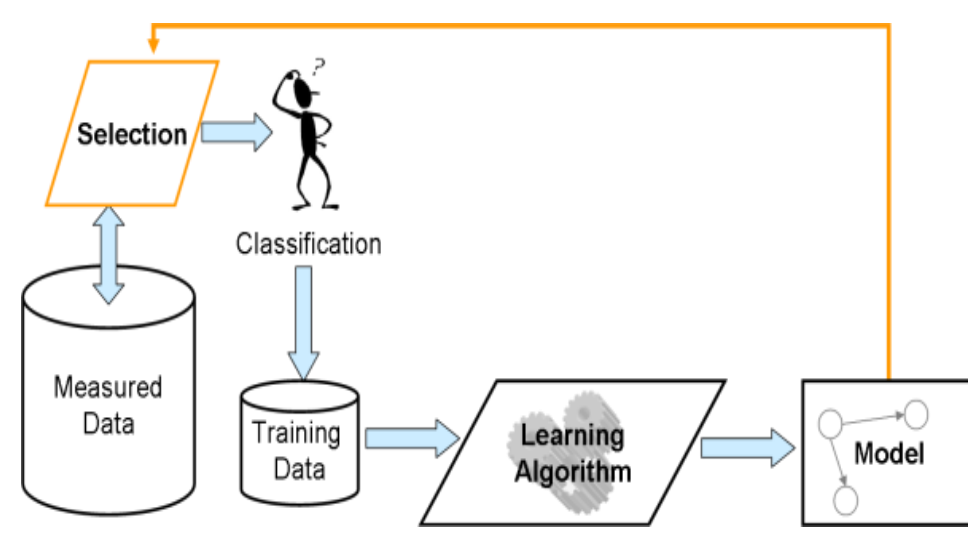 ?
Selection
Classification
Measured
Data
Training
Data
Learning
Algorithm
Model